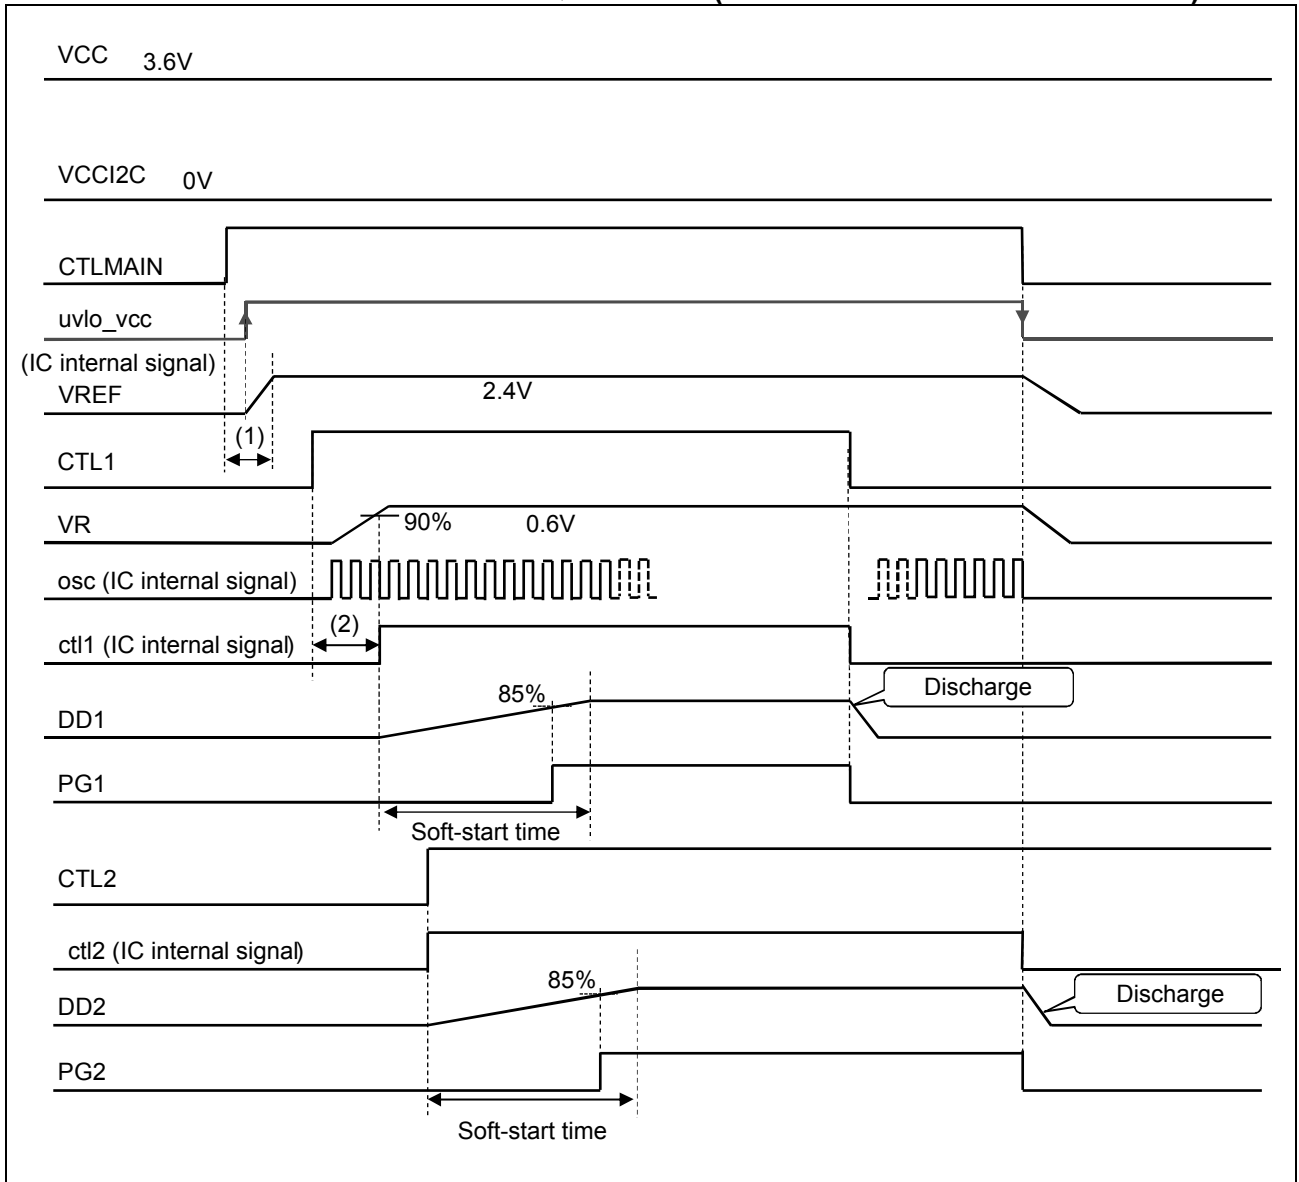 VCC 3.6V
VCCI2C 0V
CTLMAIN
uvlo_vcc
(IC internal signal)
VREF 2.4V
(1)
CTL1
VR 90% 0.6V
osc (IC internal signal)
(2)
ctl1 (IC internal signal)
85% Discharge
DD1
PG1
Soft-start time
CTL2
ctl2 (IC internal signal)
85% Discharge
DD2
PG2
Soft-start time